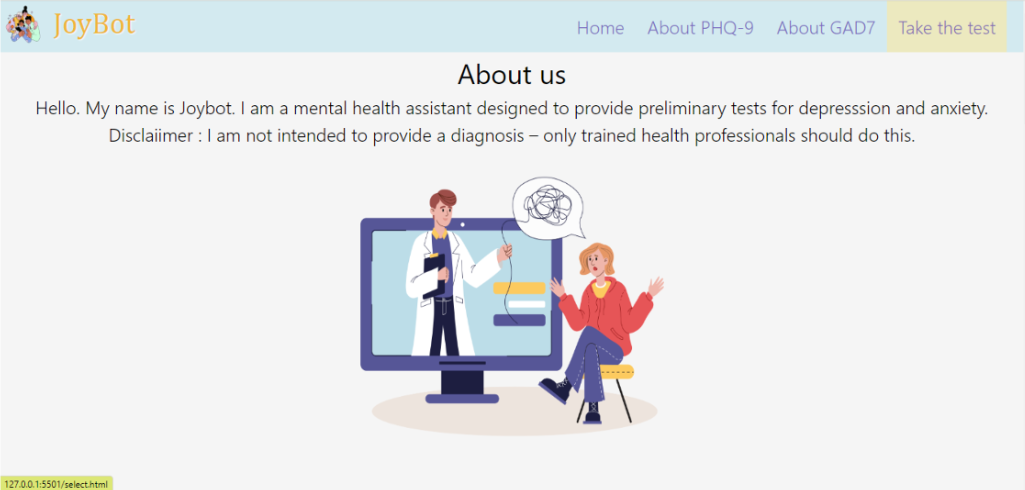 JoyBot
Home About PHQ-9 About GAD7 Take the test
About us
Hello. My name is Joybot. I am a mental health assistant designed to provide preliminary tests for depresssion and anxiety.
Disclaiimer : I am not intended to provide a diagnosis – only trained health professionals should do this.
127.0.0.1:5501/select.html